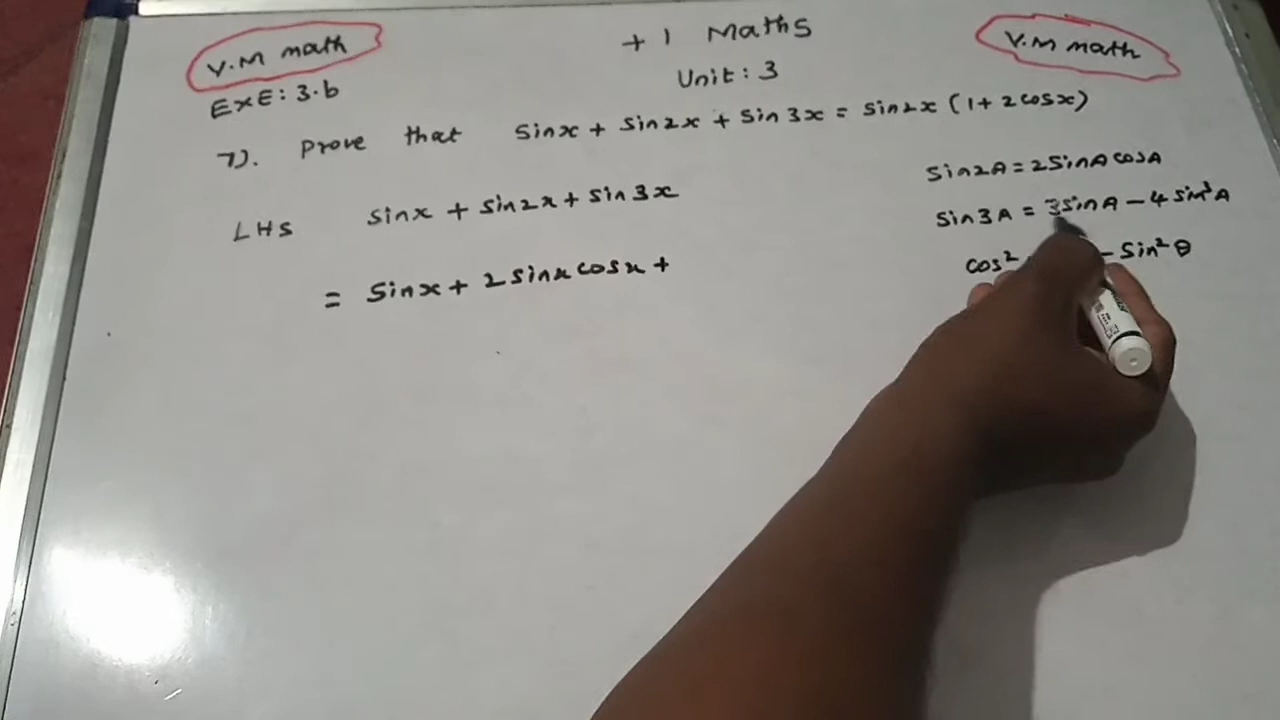 V.M math
+1 Maths
V.M math
EXE: 3.b
Unit: 3
7). Prove that sinx + sin2x + sin3x = sin2x (1 + 2cosx)
sin2A = 2sinA cosA
LHS sinx + sin2x + sin3x
sin3A = 3sinA - 4sin³A
cos² - sin²θ
= sinx + 2sinx cosx +